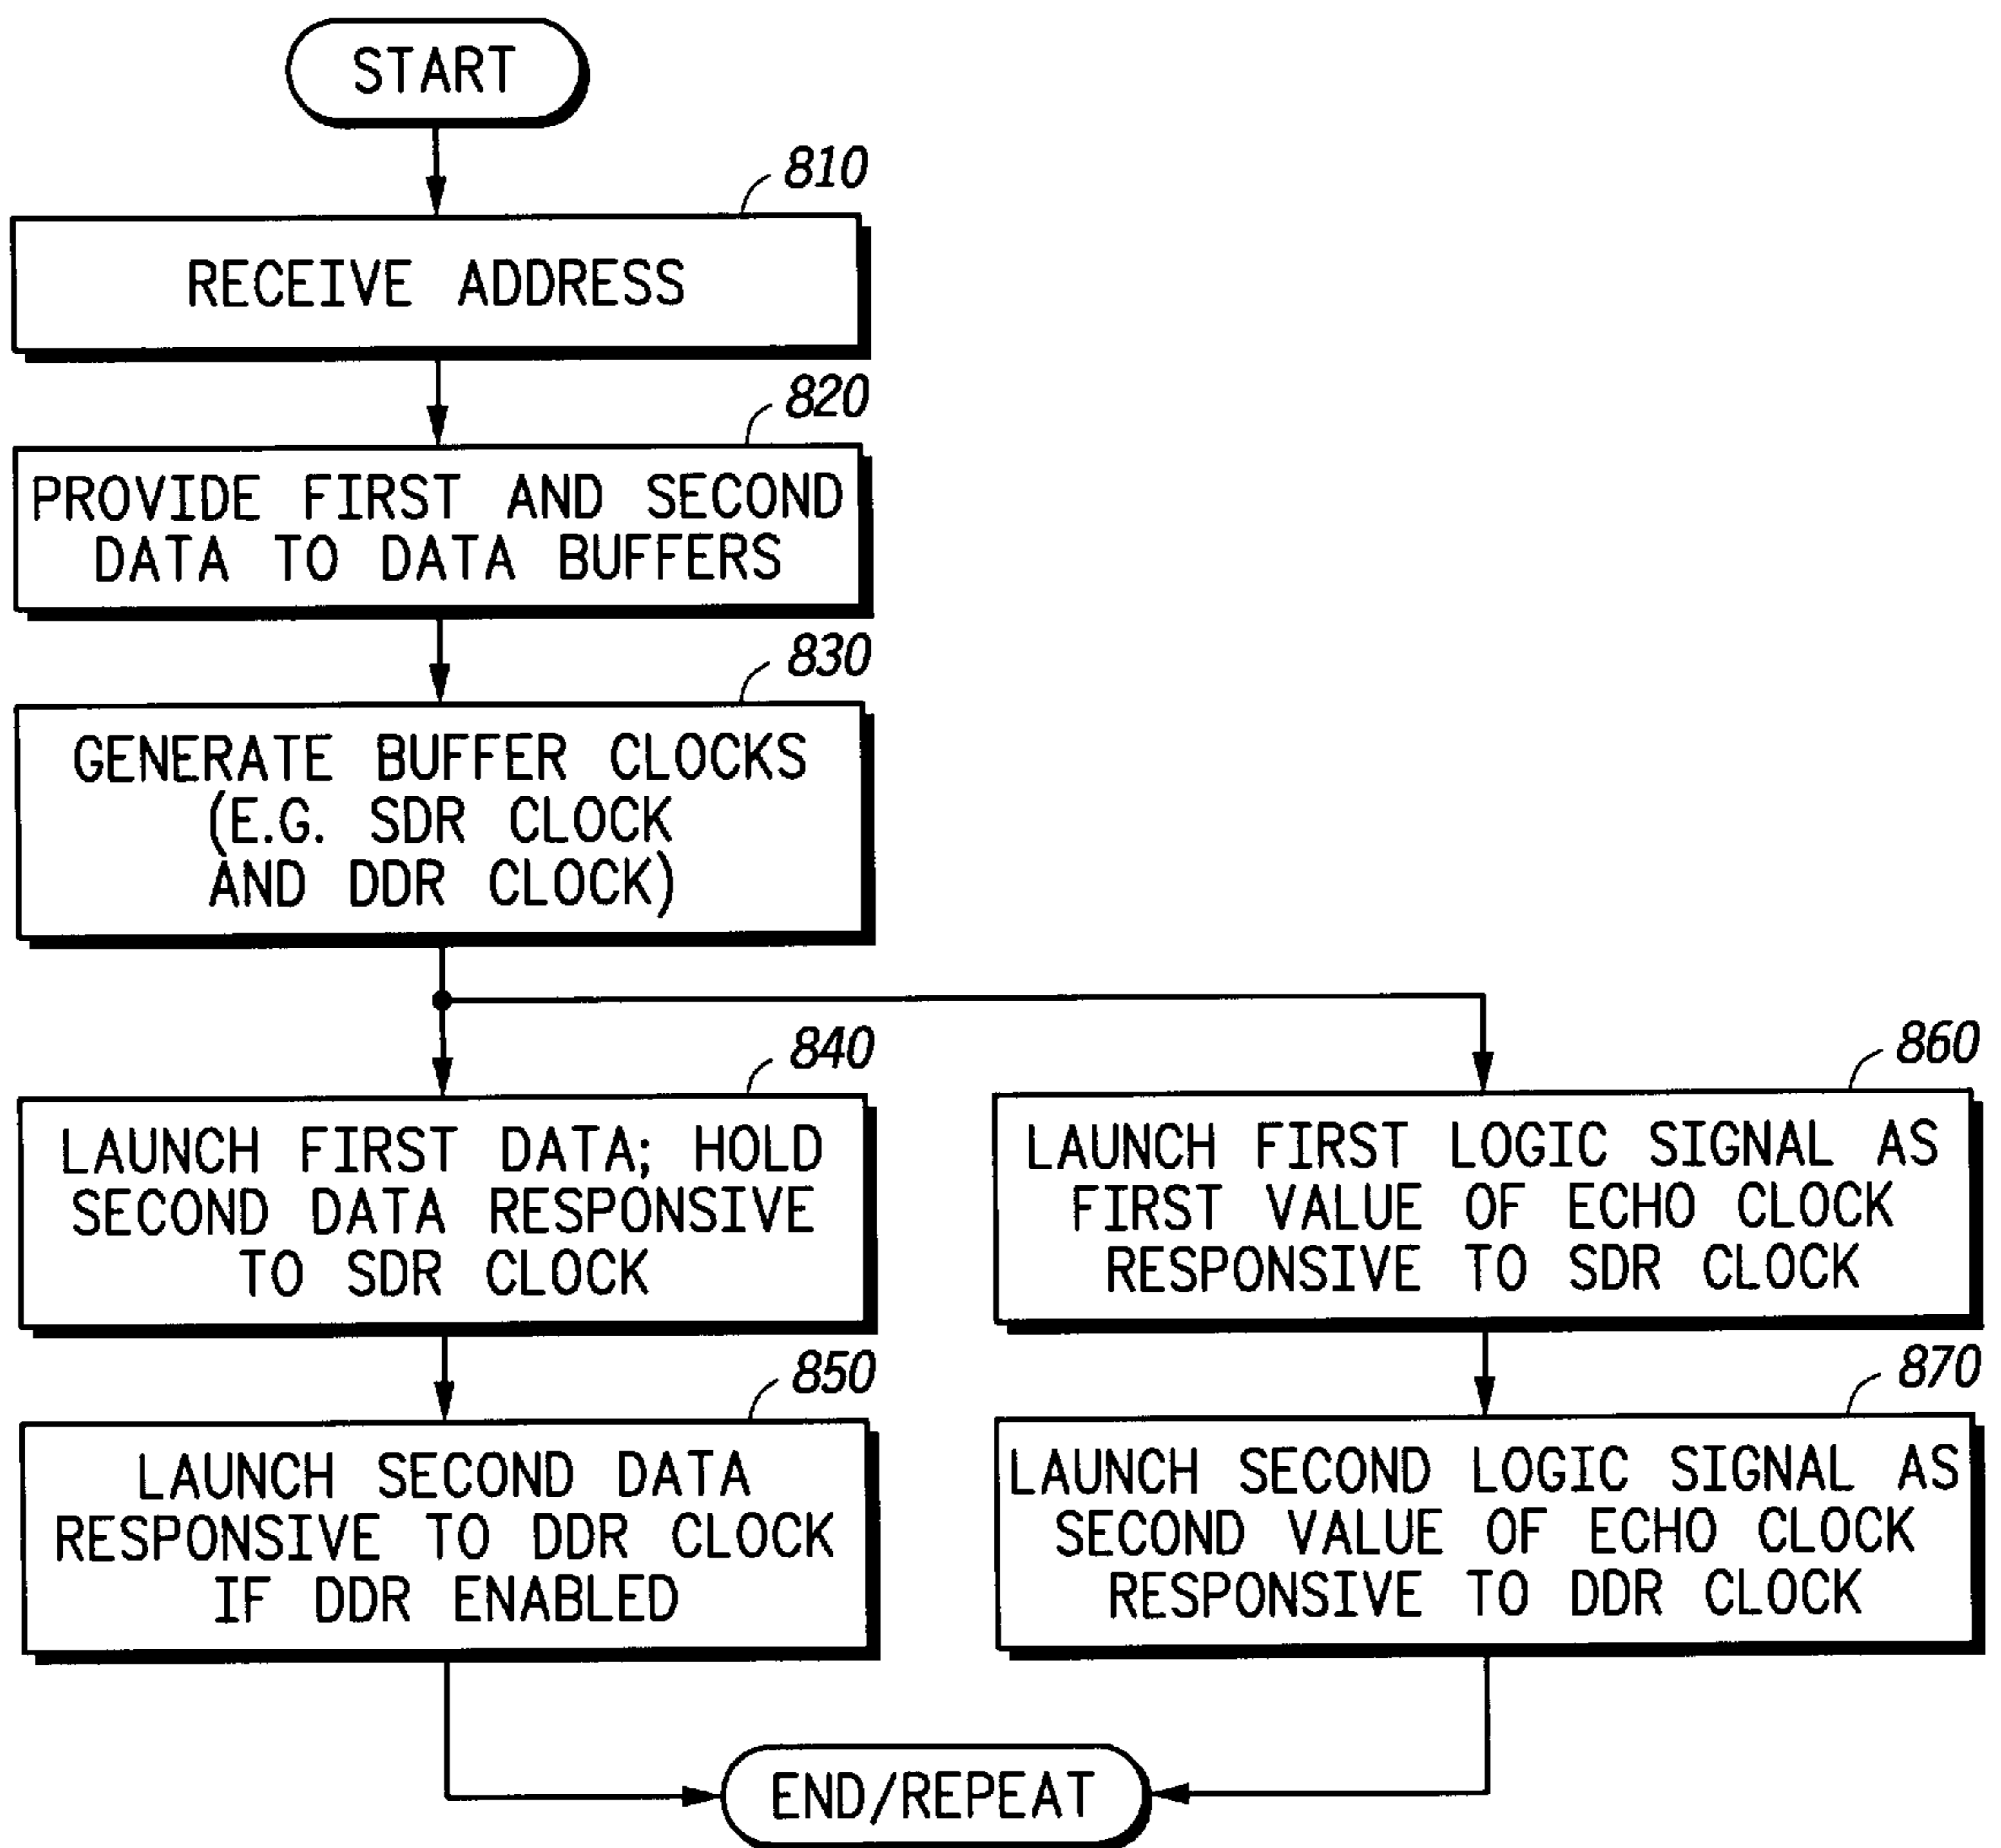 START
810
RECEIVE ADDRESS
820
PROVIDE FIRST AND SECOND
DATA TO DATA BUFFERS
830
GENERATE BUFFER CLOCKS
(E.G. SDR CLOCK
AND DDR CLOCK)
840
LAUNCH FIRST DATA; HOLD
SECOND DATA RESPONSIVE
TO SDR CLOCK
850
LAUNCH SECOND DATA
RESPONSIVE TO DDR CLOCK
IF DDR ENABLED
860
LAUNCH FIRST LOGIC SIGNAL AS
FIRST VALUE OF ECHO CLOCK
RESPONSIVE TO SDR CLOCK
870
LAUNCH SECOND LOGIC SIGNAL AS
SECOND VALUE OF ECHO CLOCK
RESPONSIVE TO DDR CLOCK
END/REPEAT